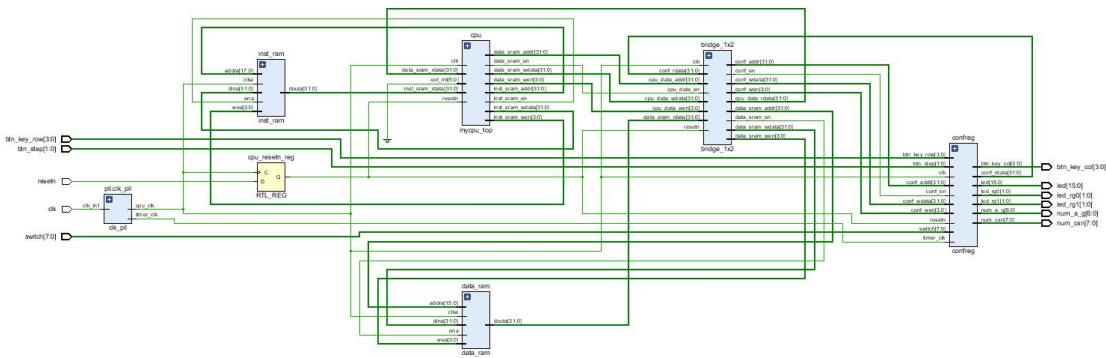 btn_key_row[3:0]
btn_step[1:0]
resetn
clk
switch[7:0]
pll.clk_pll
clk_in1
cpu_clk
timer_clk
clk_pll
inst_ram
addra[17:0]
clka
dina[31:0]
ena
wea[3:0]
douta[31:0]
inst_ram
cpu_resetn_reg
C
D
Q
RTL_REG
cpu
clk
data_sram_rdata[31:0]
ext_int[5:0]
inst_sram_rdata[31:0]
resetn
data_sram_addr[31:0]
data_sram_en
data_sram_wdata[31:0]
data_sram_wen[3:0]
inst_sram_addr[31:0]
inst_sram_en
inst_sram_wdata[31:0]
inst_sram_wen[3:0]
mycpu_top
data_ram
addra[15:0]
clka
dina[31:0]
ena
wea[3:0]
douta[31:0]
data_ram
bridge_1x2
clk
conf_rdata[31:0]
cpu_data_addr[31:0]
cpu_data_en
cpu_data_wdata[31:0]
cpu_data_wen[3:0]
data_sram_rdata[31:0]
resetn
conf_addr[31:0]
conf_en
conf_wdata[31:0]
conf_wen[3:0]
cpu_data_rdata[31:0]
data_sram_addr[31:0]
data_sram_en
data_sram_wdata[31:0]
data_sram_wen[3:0]
bridge_1x2
confreg
btn_key_row[3:0]
btn_step[1:0]
clk
conf_addr[31:0]
conf_en
conf_wdata[31:0]
conf_wen[3:0]
resetn
switch[7:0]
timer_clk
btn_key_col[3:0]
conf_rdata[31:0]
led[15:0]
led_rg0[1:0]
led_rg1[1:0]
num_a_g[6:0]
num_csn[7:0]
confreg
btn_key_col[3:0]
led[15:0]
led_rg0[1:0]
led_rg1[1:0]
num_a_g[6:0]
num_csn[7:0]